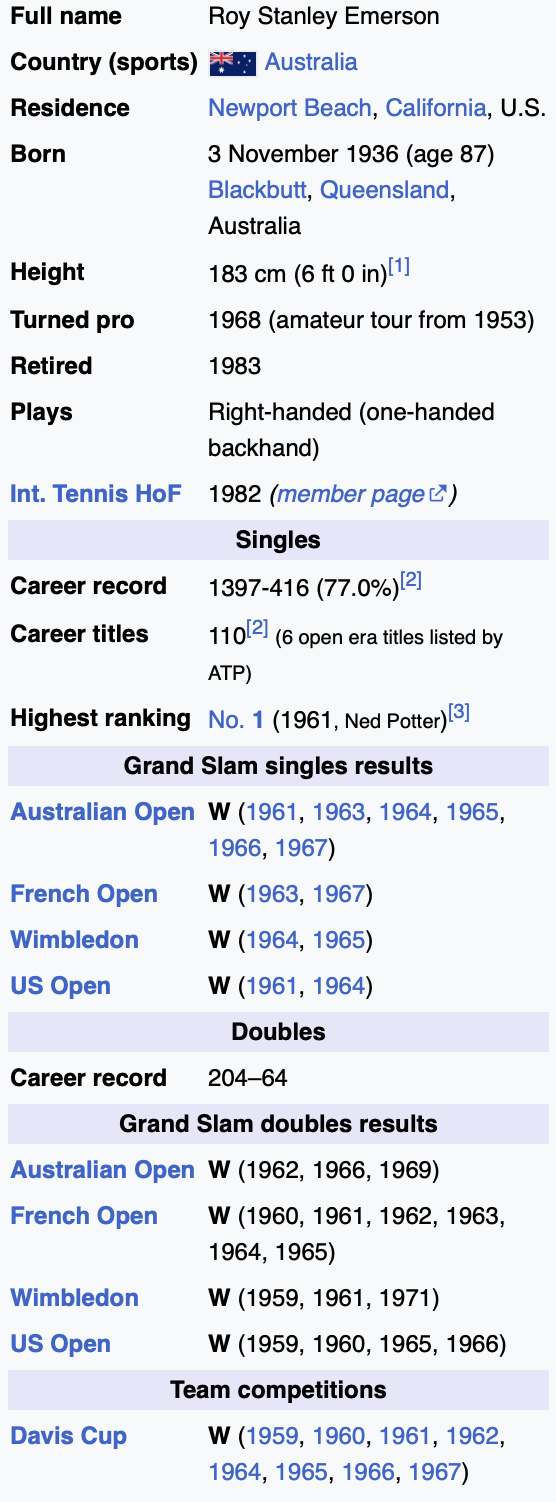 Full name Roy Stanley Emerson
Country (sports) Australia
Residence Newport Beach, California, U.S.
Born 3 November 1936 (age 87)
Blackbutt, Queensland,
Australia
Height 183 cm (6 ft 0 in)[1]
Turned pro 1968 (amateur tour from 1953)
Retired 1983
Plays Right-handed (one-handed
backhand)
Int. Tennis HoF 1982 (member page)
Singles
Career record 1397-416 (77.0%)[2]
Career titles 110[2] (6 open era titles listed by
ATP)
Highest ranking No. 1 (1961, Ned Potter)[3]
Grand Slam singles results
Australian Open W (1961, 1963, 1964, 1965,
1966, 1967)
French Open W (1963, 1967)
Wimbledon W (1964, 1965)
US Open W (1961, 1964)
Doubles
Career record 204–64
Grand Slam doubles results
Australian Open W (1962, 1966, 1969)
French Open W (1960, 1961, 1962, 1963,
1964, 1965)
Wimbledon W (1959, 1961, 1971)
US Open W (1959, 1960, 1965, 1966)
Team competitions
Davis Cup W (1959, 1960, 1961, 1962,
1964, 1965, 1966, 1967)